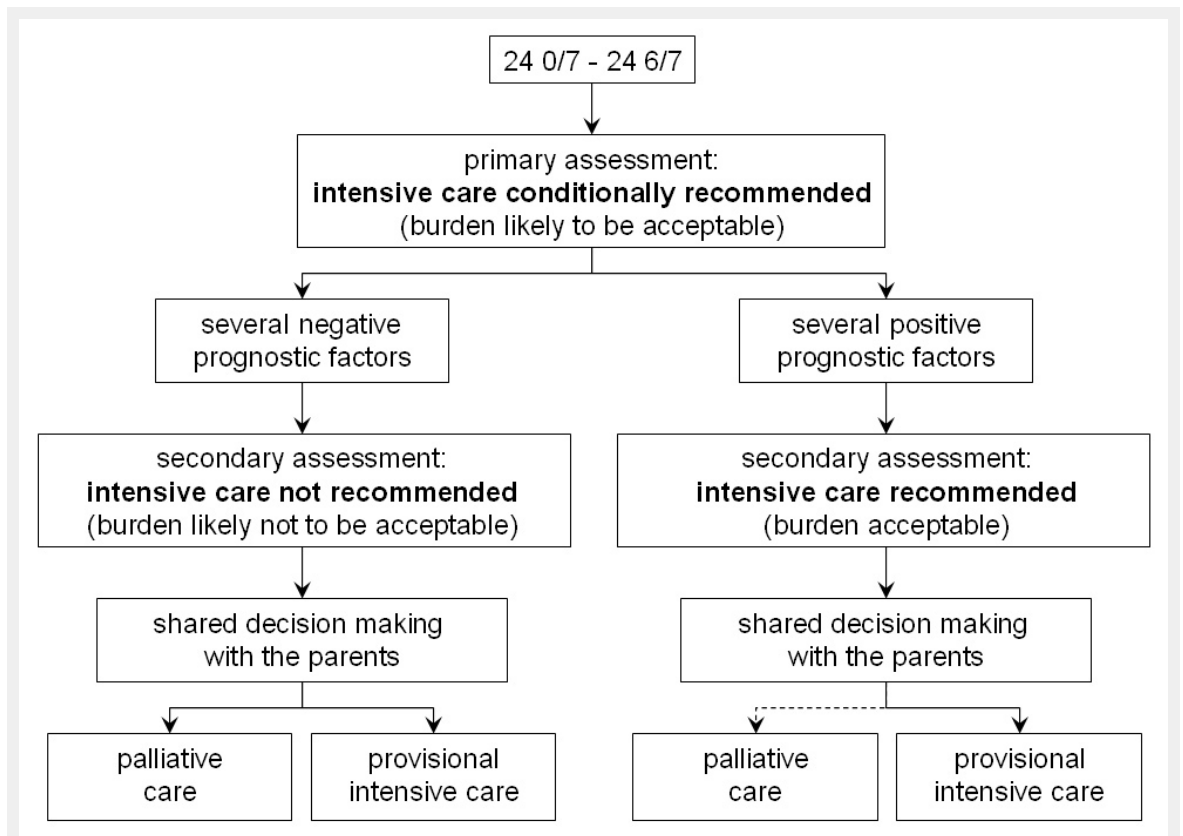 24 0/7 - 24 6/7
primary assessment:
intensive care conditionally recommended
(burden likely to be acceptable)
several negative
prognostic factors
several positive
prognostic factors
secondary assessment:
intensive care not recommended
(burden likely not to be acceptable)
secondary assessment:
intensive care recommended
(burden acceptable)
shared decision making
with the parents
shared decision making
with the parents
palliative
care
provisional
intensive care
palliative
care
provisional
intensive care